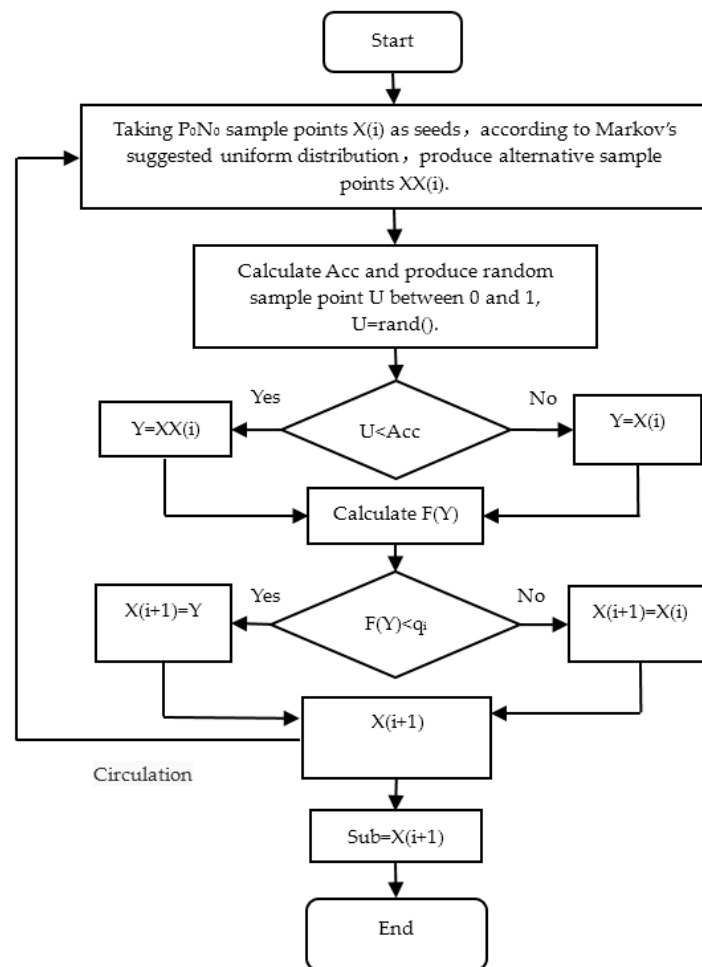 Start
Taking P₀N₀ sample points X(i) as seeds，according to Markov's
suggested uniform distribution，produce alternative sample
points XX(i).
Calculate Acc and produce random
sample point U between 0 and 1,
U=rand().
Yes
No
Y=XX(i)
U<Acc
Y=X(i)
Calculate F(Y)
Yes
No
X(i+1)=Y
F(Y)<qᵢ
X(i+1)=X(i)
X(i+1)
Circulation
Sub=X(i+1)
End